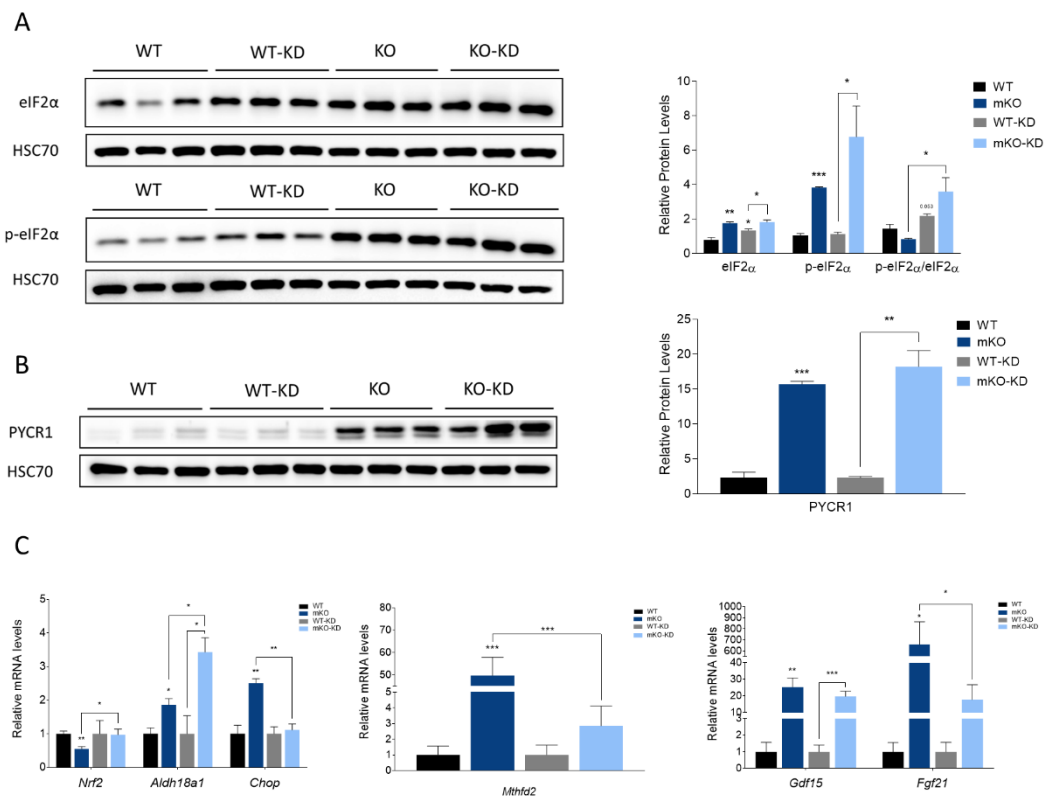 A
WT WT-KD KO KO-KD
eIF2α
HSC70
WT WT-KD KO KO-KD
p-eIF2α
HSC70
Relative Protein Levels
10
8
6
4
2
0
** * *
*** *
*
eIF2α p-eIF2α p-eIF2α/eIF2α
WT
mKO
WT-KD
mKO-KD
B
WT WT-KD KO KO-KD
PYCR1
HSC70
Relative Protein Levels
25
20
15
10
5
0
*** **
PYCR1
WT
mKO
WT-KD
mKO-KD
C
Relative mRNA levels
5
4
3
2
1
0
** *
* * *
** **
Nrf2 Aldh18a1 Chop
WT
mKO
WT-KD
mKO-KD
Relative mRNA levels
80
70
60
50
5
4
3
2
1
0
*** ***
Mthfd2
WT
mKO
WT-KD
mKO-KD
Relative mRNA levels
1000
900
800
700
600
500
40
30
20
10
3
2
1
0
** ***
* *
Gdf15 Fgf21
WT
mKO
WT-KD
mKO-KD